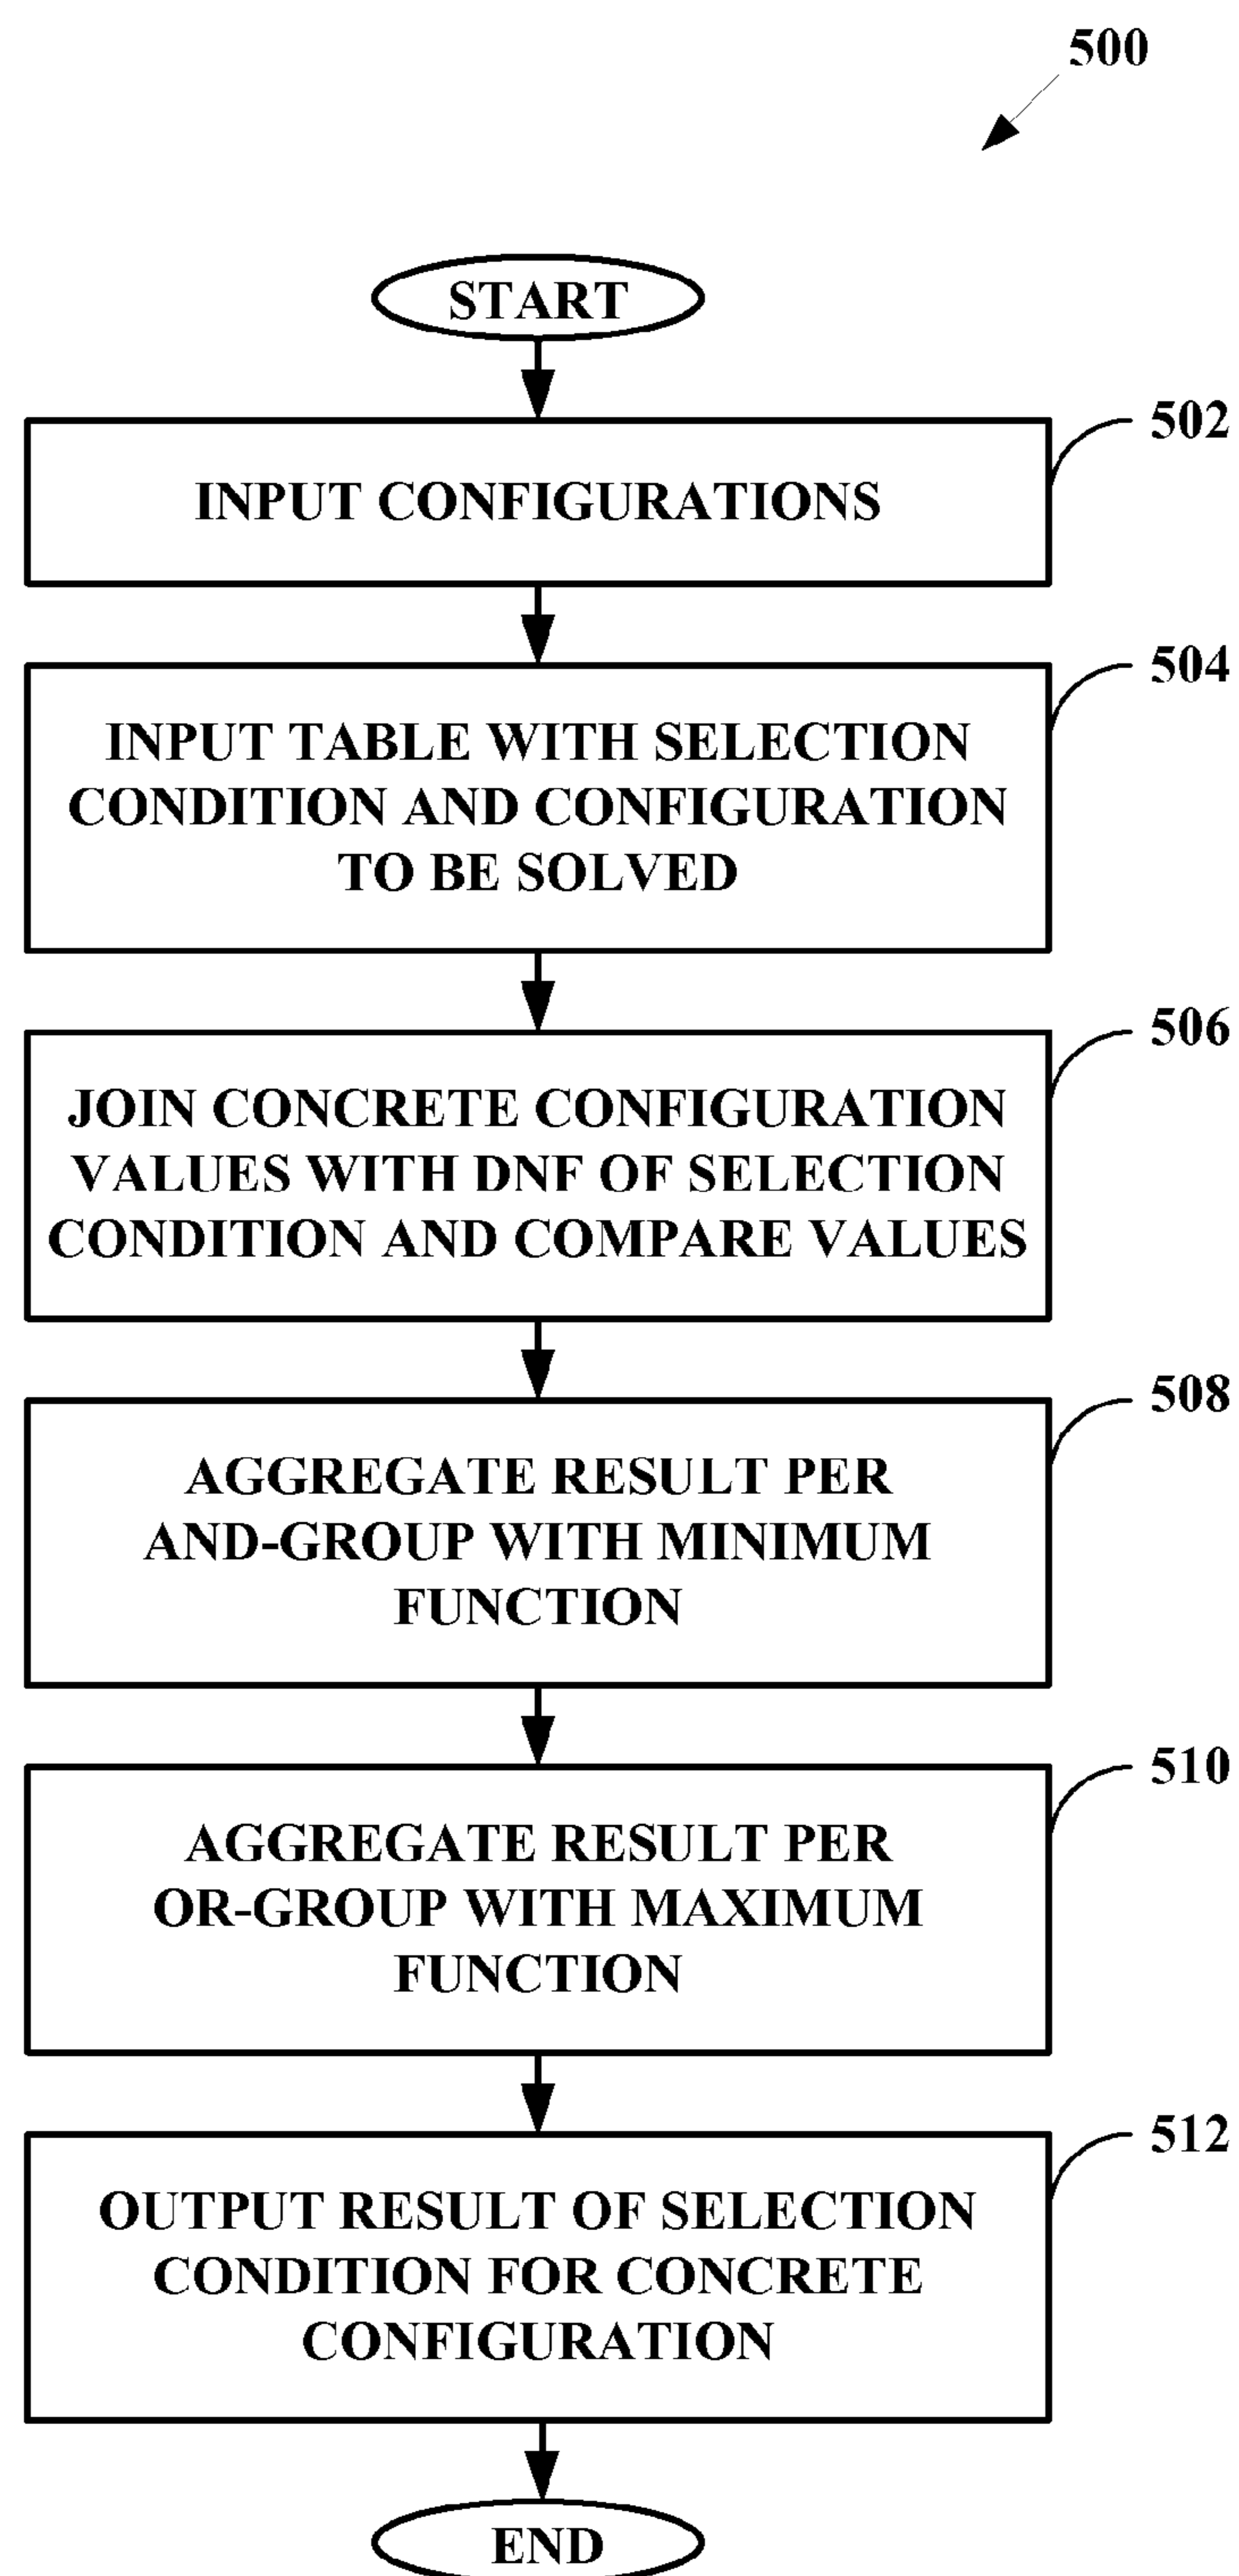 500
START
502
INPUT CONFIGURATIONS
504
INPUT TABLE WITH SELECTION
CONDITION AND CONFIGURATION
TO BE SOLVED
506
JOIN CONCRETE CONFIGURATION
VALUES WITH DNF OF SELECTION
CONDITION AND COMPARE VALUES
508
AGGREGATE RESULT PER
AND-GROUP WITH MINIMUM
FUNCTION
510
AGGREGATE RESULT PER
OR-GROUP WITH MAXIMUM
FUNCTION
512
OUTPUT RESULT OF SELECTION
CONDITION FOR CONCRETE
CONFIGURATION
END